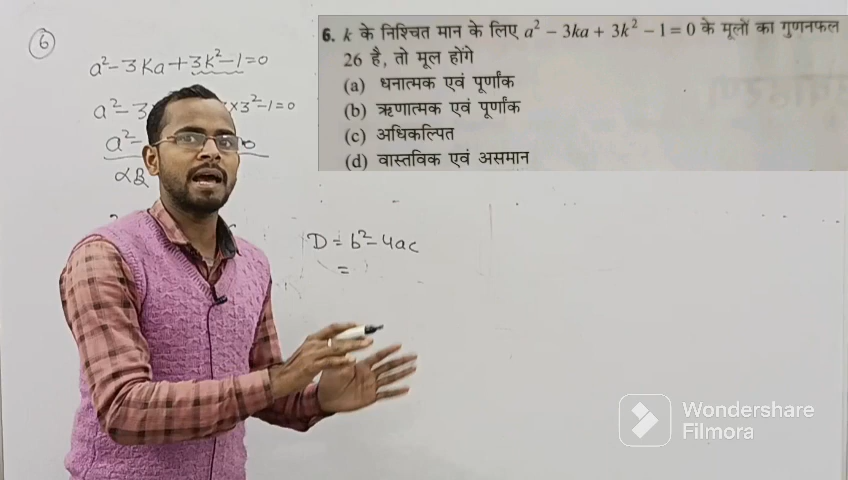 6
a² - 3Ka + 3k² - 1 = 0
a² - 3 × 3² - 1 = 0
a² -
αβ
D = b² - 4ac
=
6. k के निश्चित मान के लिए a² − 3ka + 3k² − 1 = 0 के मूलों का गुणनफल
26 है, तो मूल होंगे
(a) धनात्मक एवं पूर्णांक
(b) ऋणात्मक एवं पूर्णांक
(c) अधिकल्पित
(d) वास्तविक एवं असमान
Wondershare
Filmora